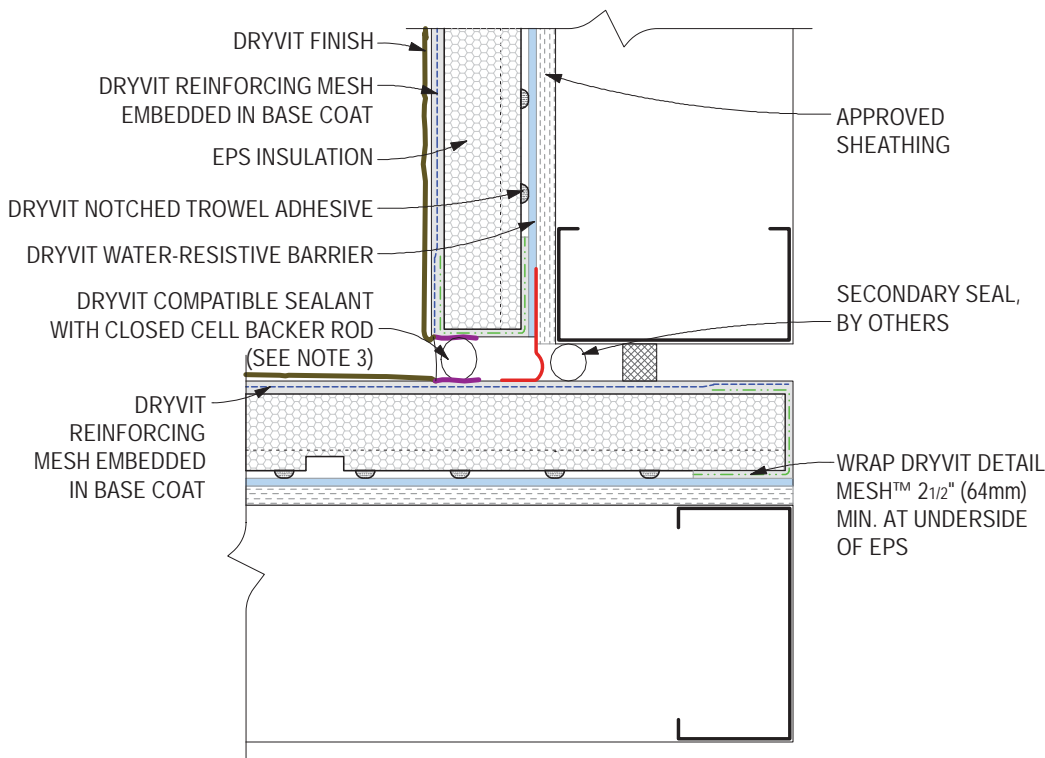 DRYVIT FINISH
DRYVIT REINFORCING MESH
EMBEDDED IN BASE COAT
EPS INSULATION
DRYVIT NOTCHED TROWEL ADHESIVE
DRYVIT WATER-RESISTIVE BARRIER
DRYVIT COMPATIBLE SEALANT
WITH CLOSED CELL BACKER ROD
(SEE NOTE 3)
DRYVIT
REINFORCING
MESH EMBEDDED
IN BASE COAT
APPROVED
SHEATHING
SECONDARY SEAL,
BY OTHERS
WRAP DRYVIT DETAIL
MESH™ 21/2" (64mm)
MIN. AT UNDERSIDE
OF EPS